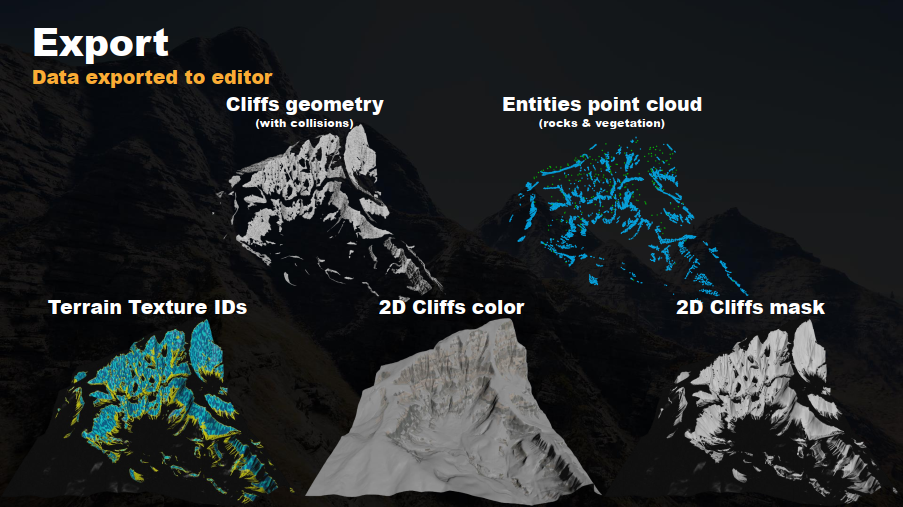 Export
Data exported to editor
Cliffs geometry
(with collisions)
Entities point cloud
(rocks & vegetation)
Terrain Texture IDs
2D Cliffs color
2D Cliffs mask